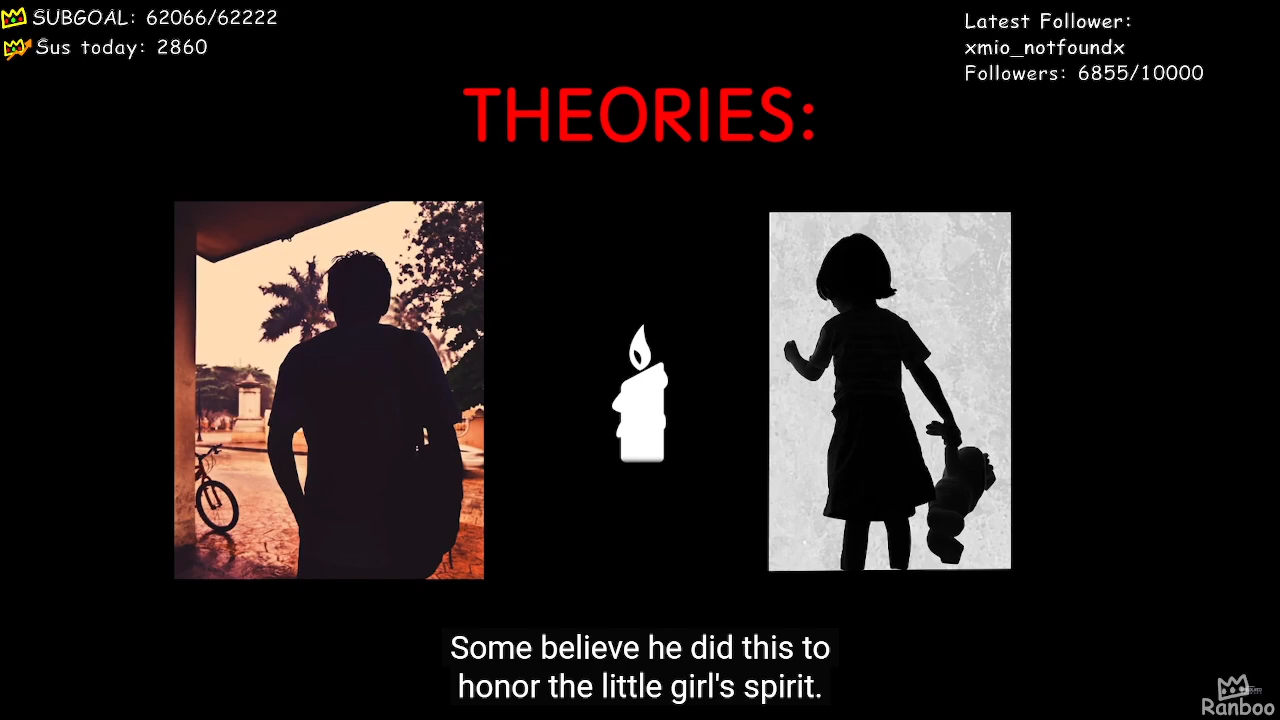 SUBGOAL: 62066/62222
Sus today: 2860
Latest Follower:
xmio_notfoundx
Followers: 6855/10000
THEORIES:
Some believe he did this to
honor the little girl's spirit.
Ranboo